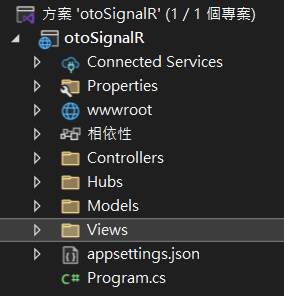 方案 'otoSignalR' (1 / 1 個專案)
otoSignalR
Connected Services
Properties
wwwroot
相依性
Controllers
Hubs
Models
Views
appsettings.json
C# Program.cs